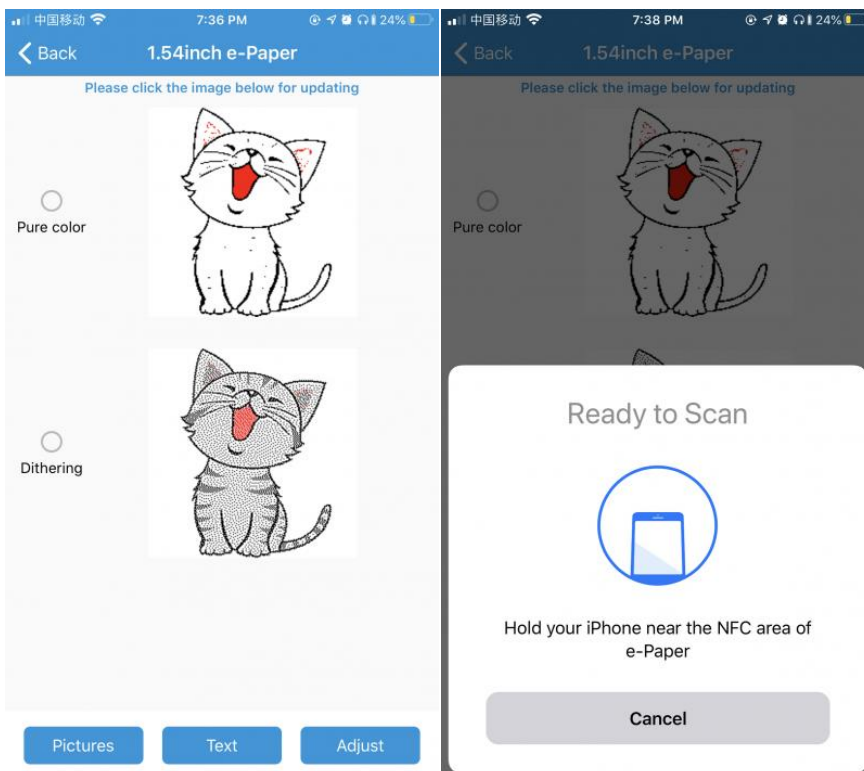 中国移动
7:36 PM
24%
Back
1.54inch e-Paper
Please click the image below for updating
Pure color
Dithering
Pictures
Text
Adjust
中国移动
7:38 PM
24%
Back
1.54inch e-Paper
Please click the image below for updating
Pure color
Ready to Scan
Hold your iPhone near the NFC area of
e-Paper
Cancel